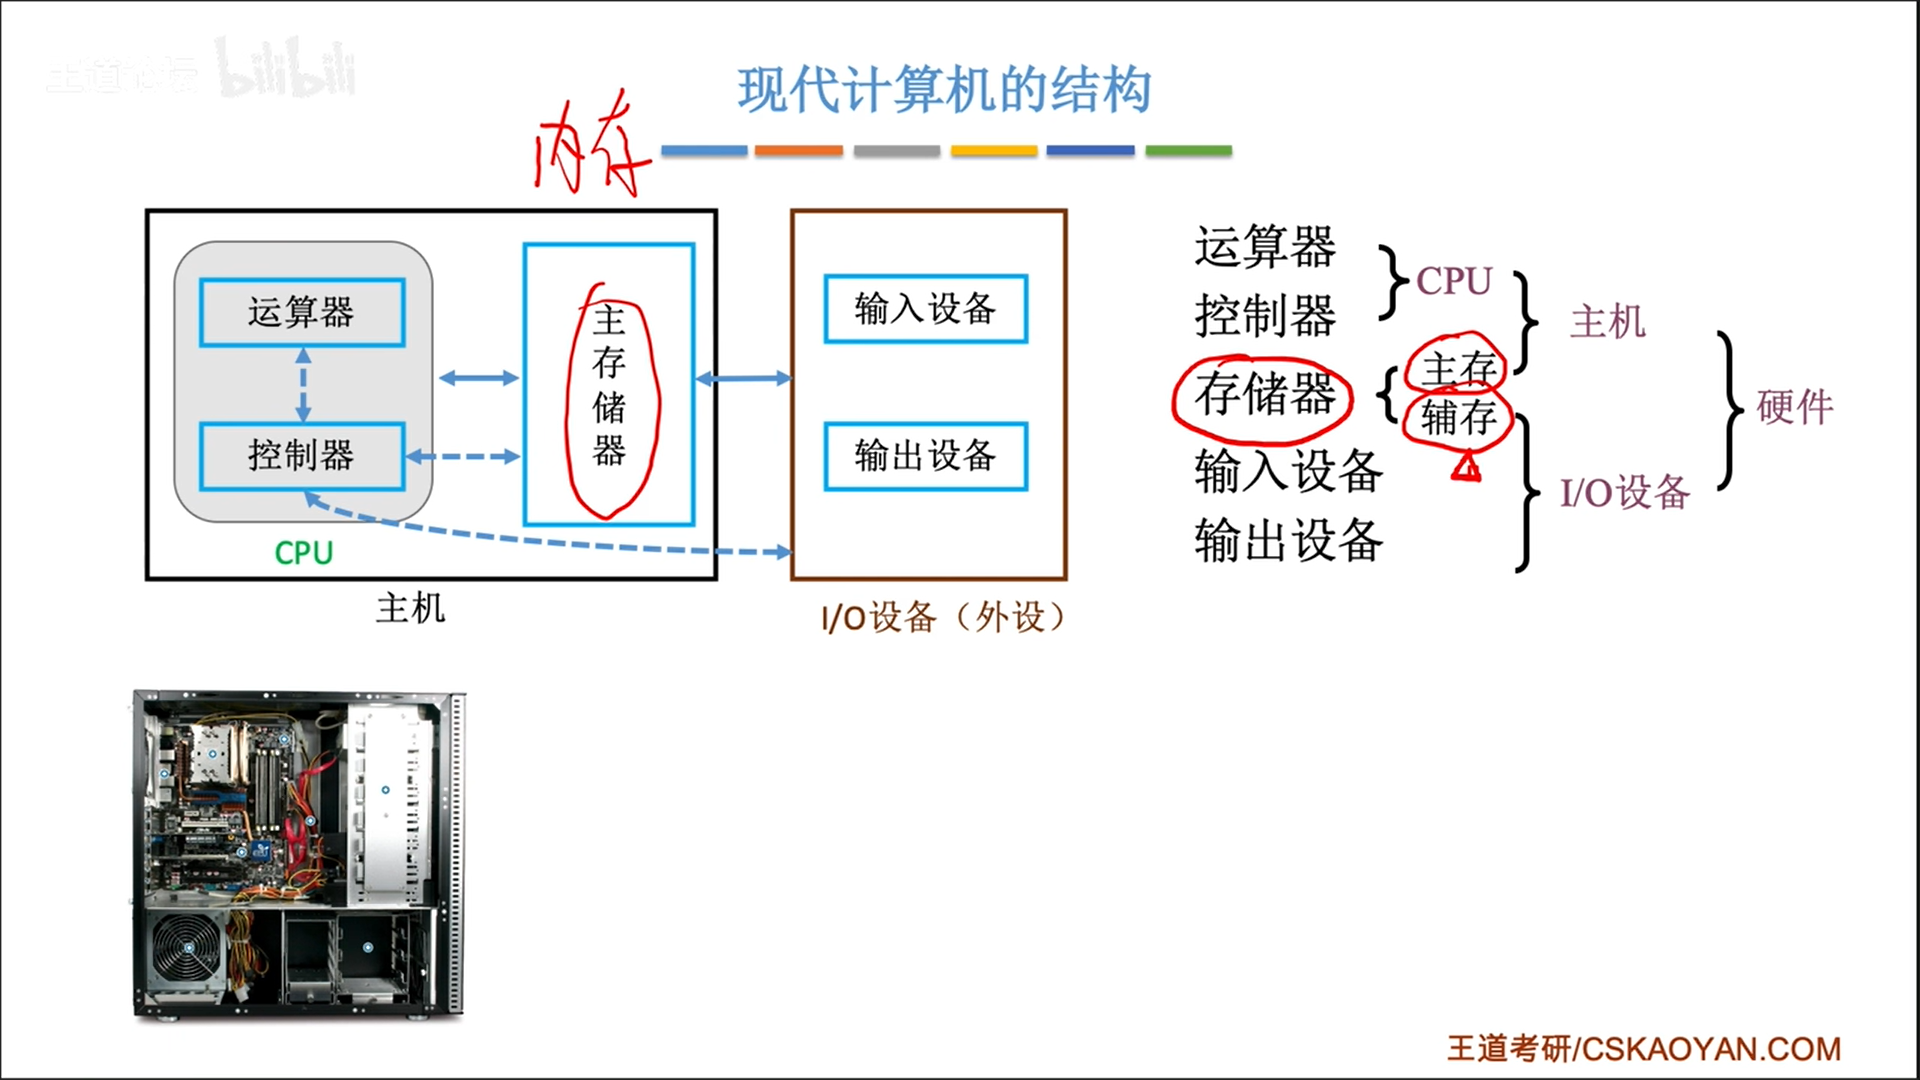 王道论坛 bilibili
现代计算机的结构
内存
运算器
控制器
CPU
主存储器
主机
输入设备
输出设备
I/O设备（外设）
运算器
控制器
存储器
输入设备
输出设备
CPU
主存
辅存
主机
I/O设备
硬件
王道考研/CSKAOYAN.COM